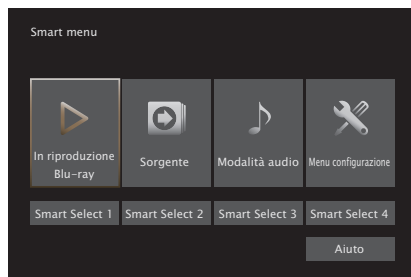 Smart menu
In riproduzione
Blu-ray
Sorgente
Modalità audio
Menu configurazione
Smart Select 1
Smart Select 2
Smart Select 3
Smart Select 4
Aiuto